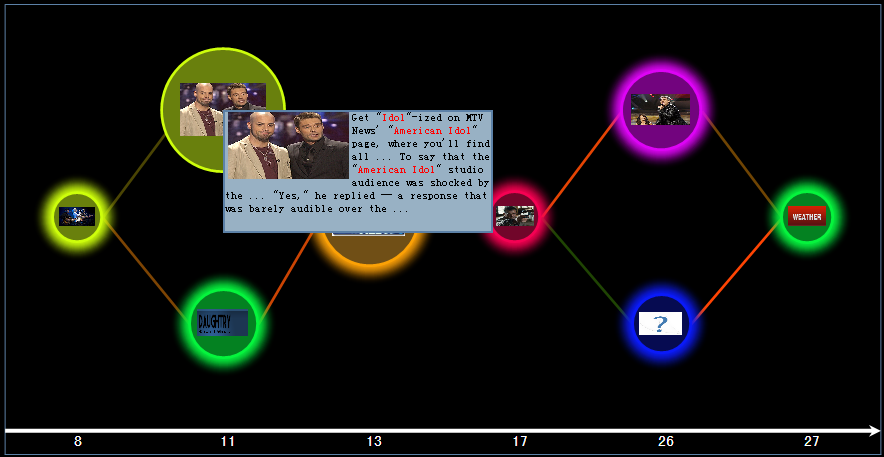 Get "Idol"-ized on MTV
News' "American Idol"
page, where you'll find
all ... To say that the
"American Idol" studio
audience was shocked by
the ... "Yes," he replied — a response that
was barely audible over the ...
WEATHER
DAUGHTRY
?
8 11 13 17 26 27